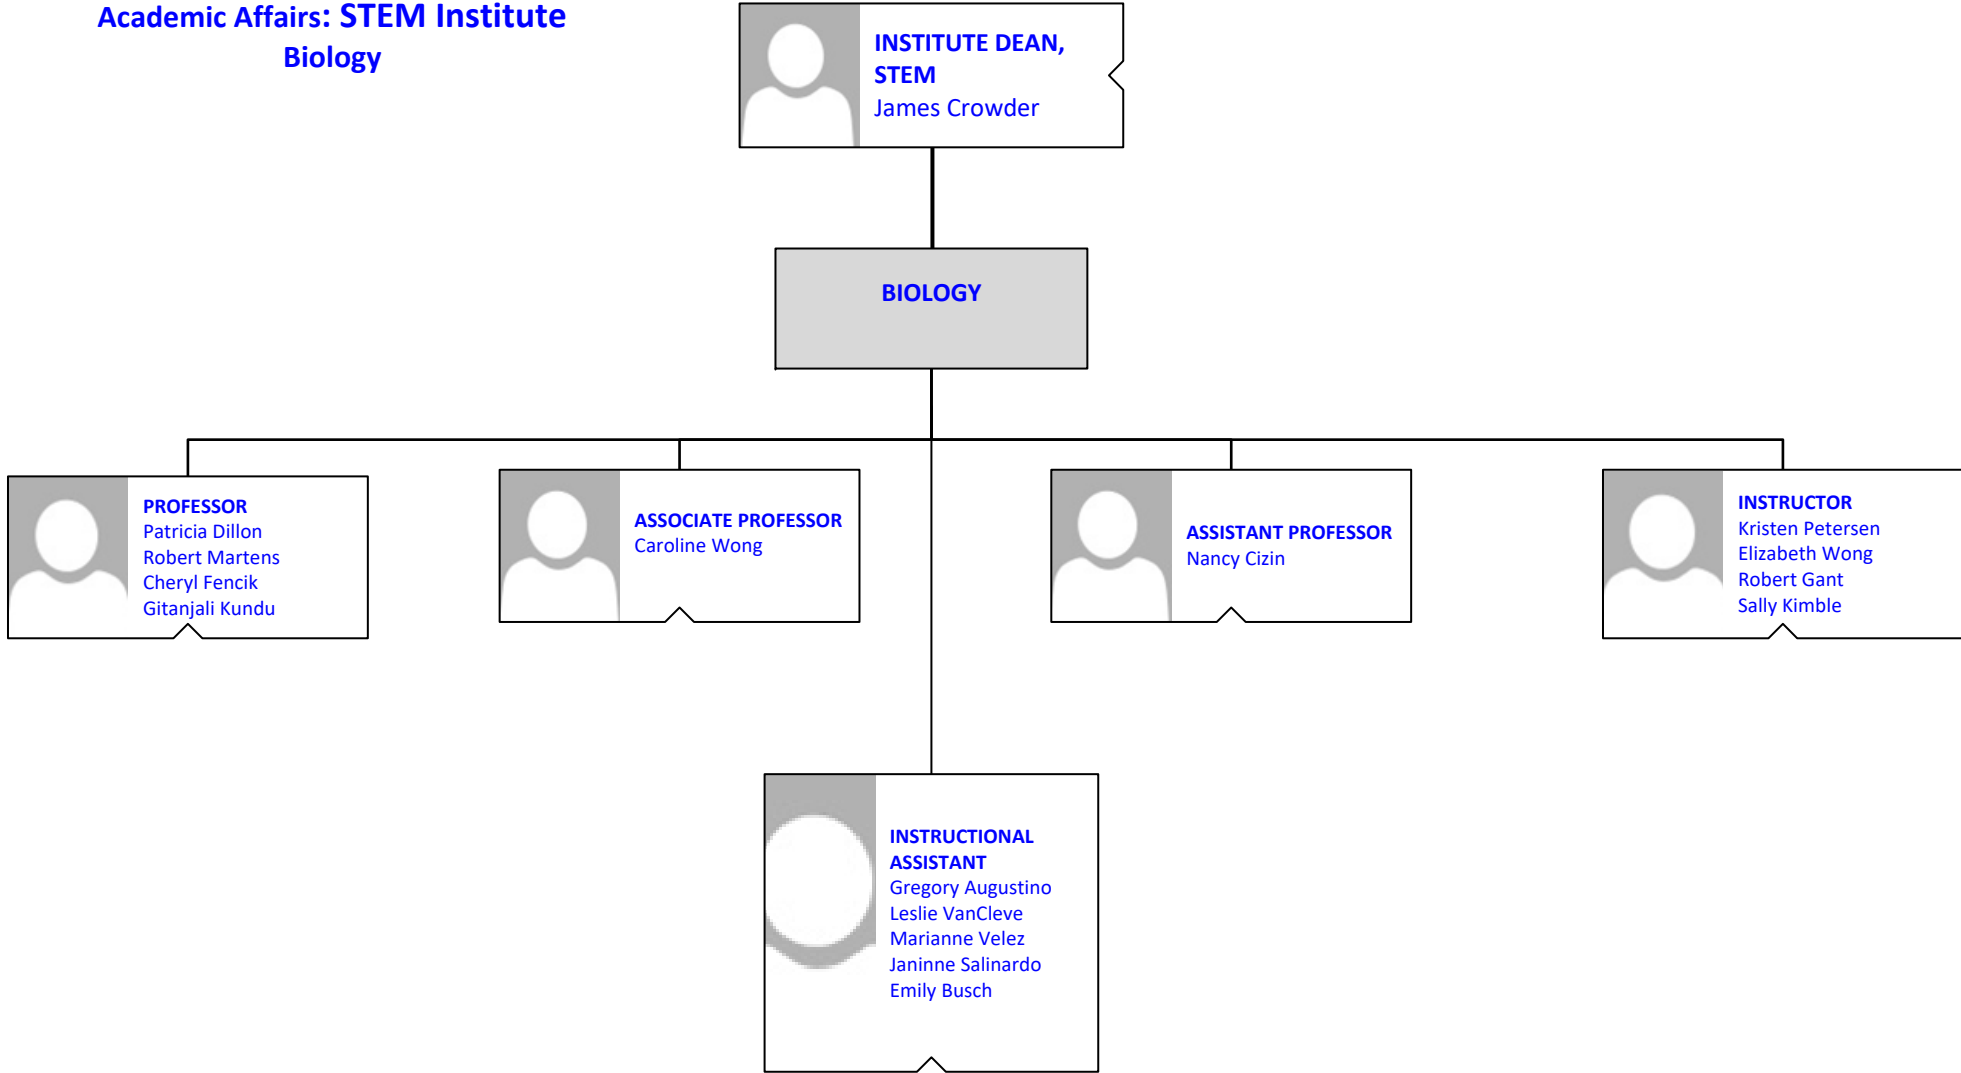 Academic Affairs: STEM Institute
Biology
INSTITUTE DEAN,
STEM
James Crowder
BIOLOGY
PROFESSOR
Patricia Dillon
Robert Martens
Cheryl Fencik
Gitanjali Kundu
ASSOCIATE PROFESSOR
Caroline Wong
ASSISTANT PROFESSOR
Nancy Cizin
INSTRUCTOR
Kristen Petersen
Elizabeth Wong
Robert Gant
Sally Kimble
INSTRUCTIONAL
ASSISTANT
Gregory Augustino
Leslie VanCleve
Marianne Velez
Janinne Salinardo
Emily Busch